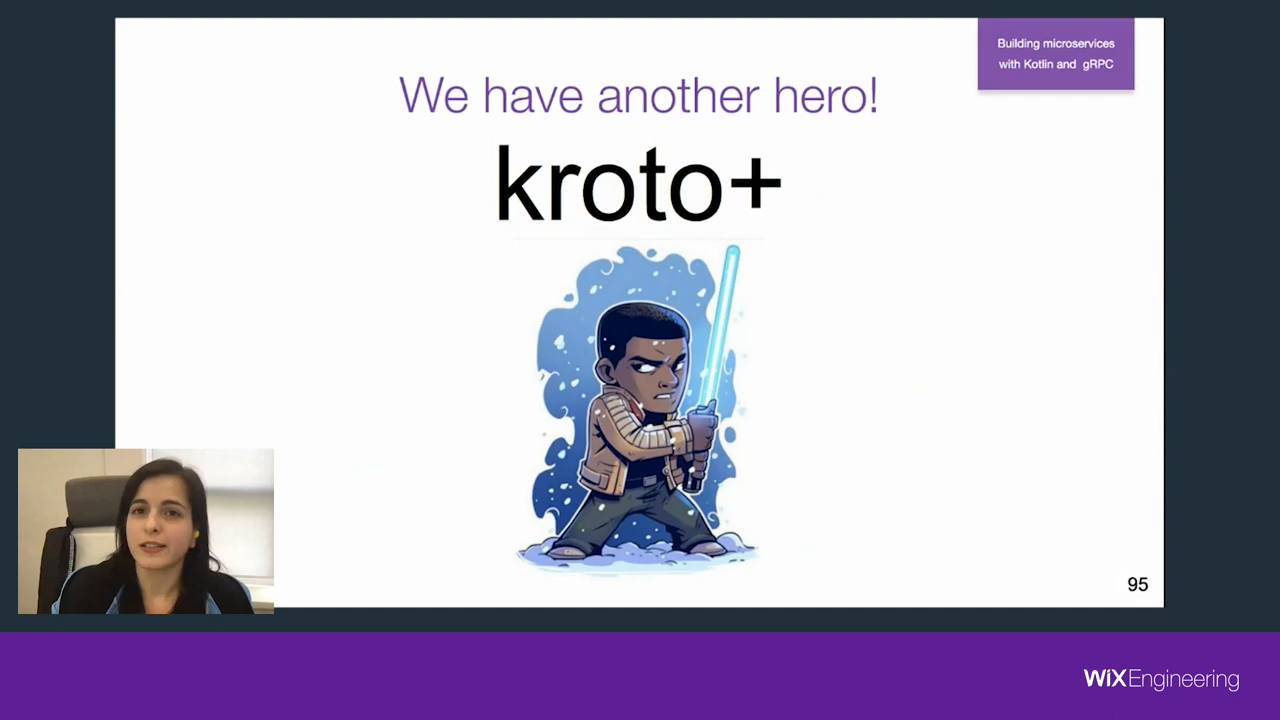 Building microservices
with Kotlin and gRPC
We have another hero!
kroto+
95
WiXEngineering